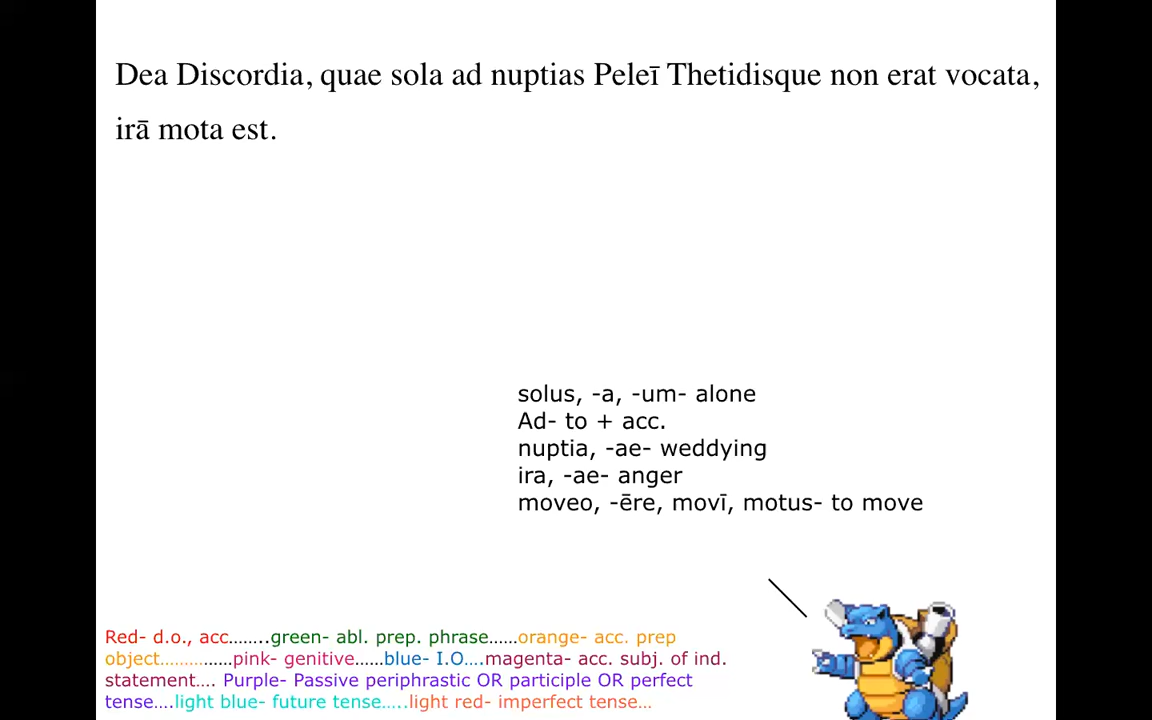 Dea Discordia, quae sola ad nuptias Peleī Thetidisque non erat vocata,
irā mota est.
solus, -a, -um- alone
Ad- to + acc.
nuptia, -ae- weddying
ira, -ae- anger
moveo, -ēre, movī, motus- to move
Red- d.o., acc........green- abl. prep. phrase......orange- acc. prep
object................pink- genitive......blue- I.O....magenta- acc. subj. of ind.
statement.... Purple- Passive periphrastic OR participle OR perfect
tense....light blue- future tense.....light red- imperfect tense...